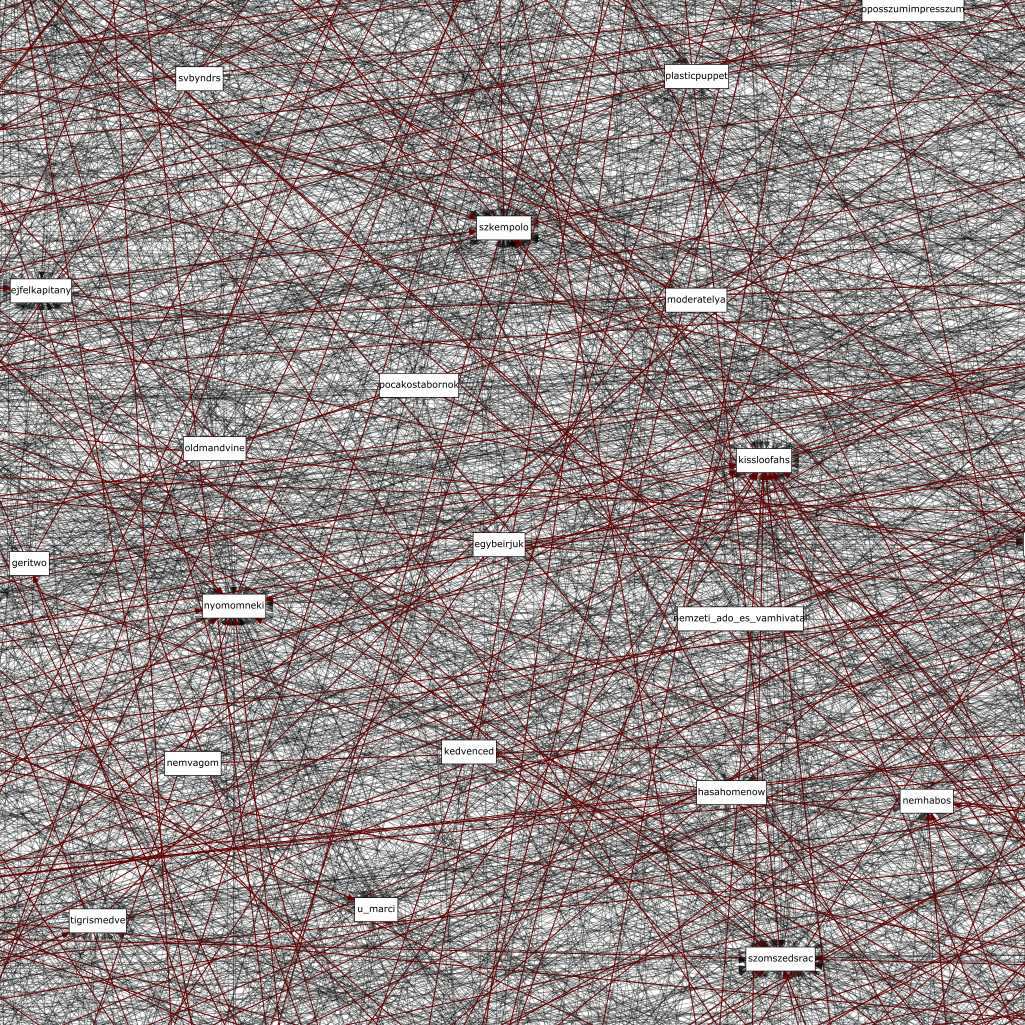 oposszumimpresszum
svbyndrs
plasticpuppet
szkempolo
ejfelkapitany
moderatelya
pocakostabornok
oldmandvine
kissloofahs
egybeirjuk
geritwo
nyomomneki
nemzeti_ado_es_vamhivatal
kedvenced
nemvagom
hasahomenow
nemhabos
u_marci
tigrismedve
szomszedsrac